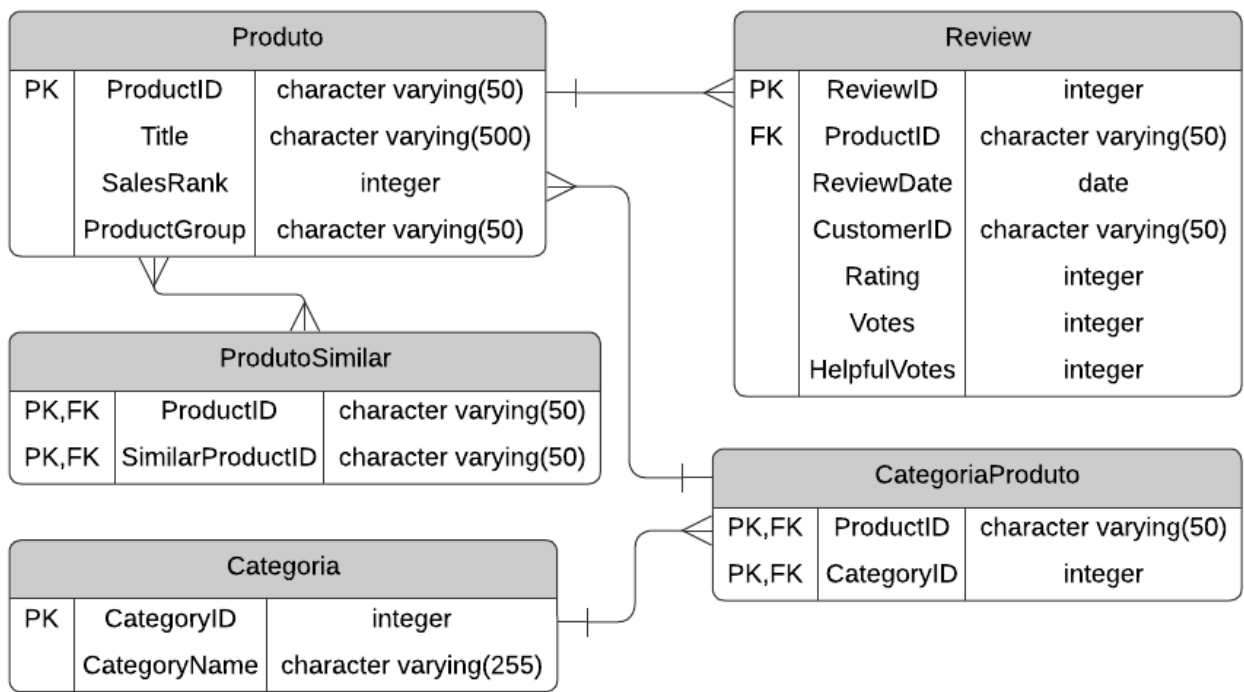 Produto
PK ProductID character varying(50)
Title character varying(500)
SalesRank integer
ProductGroup character varying(50)
Review
PK ReviewID integer
FK ProductID character varying(50)
ReviewDate date
CustomerID character varying(50)
Rating integer
Votes integer
HelpfulVotes integer
ProdutoSimilar
PK,FK ProductID character varying(50)
PK,FK SimilarProductID character varying(50)
CategoriaProduto
PK,FK ProductID character varying(50)
PK,FK CategoryID integer
Categoria
PK CategoryID integer
CategoryName character varying(255)